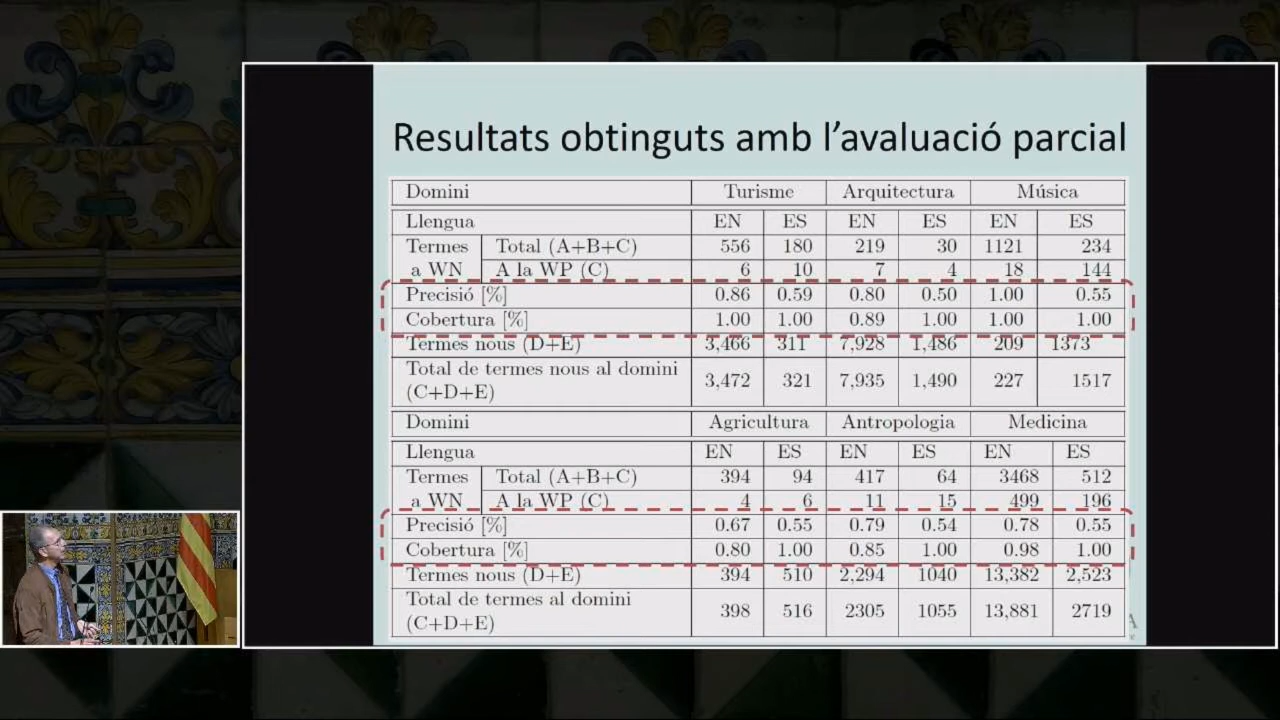 Resultats obtinguts amb l'avaluació parcial
Domini Turisme Arquitectura Música
Llengua EN ES EN ES EN ES
Termes Total (A+B+C) 556 180 219 30 1121 234
a WN A la WP (C) 6 10 7 4 18 144
Precisió [%] 0.86 0.59 0.80 0.50 1.00 0.55
Cobertura [%] 1.00 1.00 0.89 1.00 1.00 1.00
Termes nous (D+E) 3,466 311 7,928 1,486 209 1373
Total de termes nous al domini
(C+D+E) 3,472 321 7,935 1,490 227 1517
Domini Agricultura Antropologia Medicina
Llengua EN ES EN ES EN ES
Termes Total (A+B+C) 394 94 417 64 3468 512
a WN A la WP (C) 4 6 11 15 499 196
Precisió [%] 0.67 0.55 0.79 0.54 0.78 0.55
Cobertura [%] 0.80 1.00 0.85 1.00 0.98 1.00
Termes nous (D+E) 394 510 2,294 1040 13,382 2,523
Total de termes al domini
(C+D+E) 398 516 2305 1055 13,881 2719